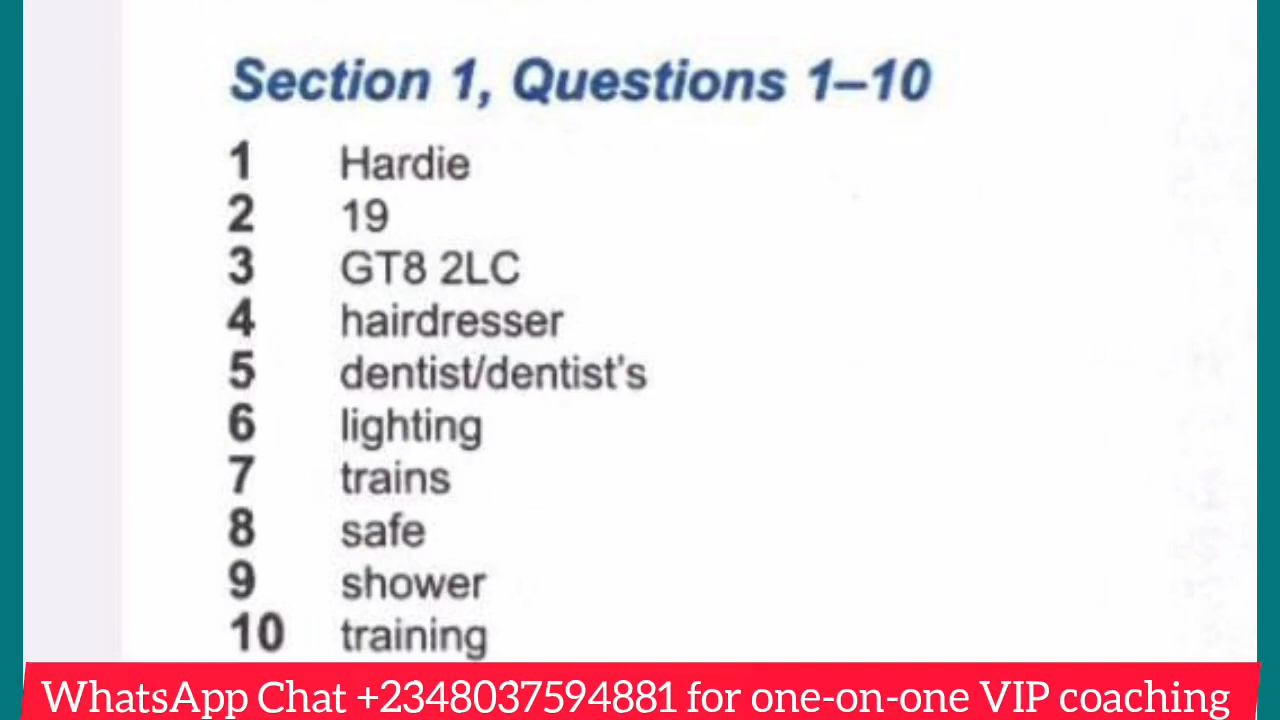 Section 1, Questions 1–10
1 Hardie
2 19
3 GT8 2LC
4 hairdresser
5 dentist/dentist's
6 lighting
7 trains
8 safe
9 shower
10 training
WhatsApp Chat +2348037594881 for one-on-one VIP coaching